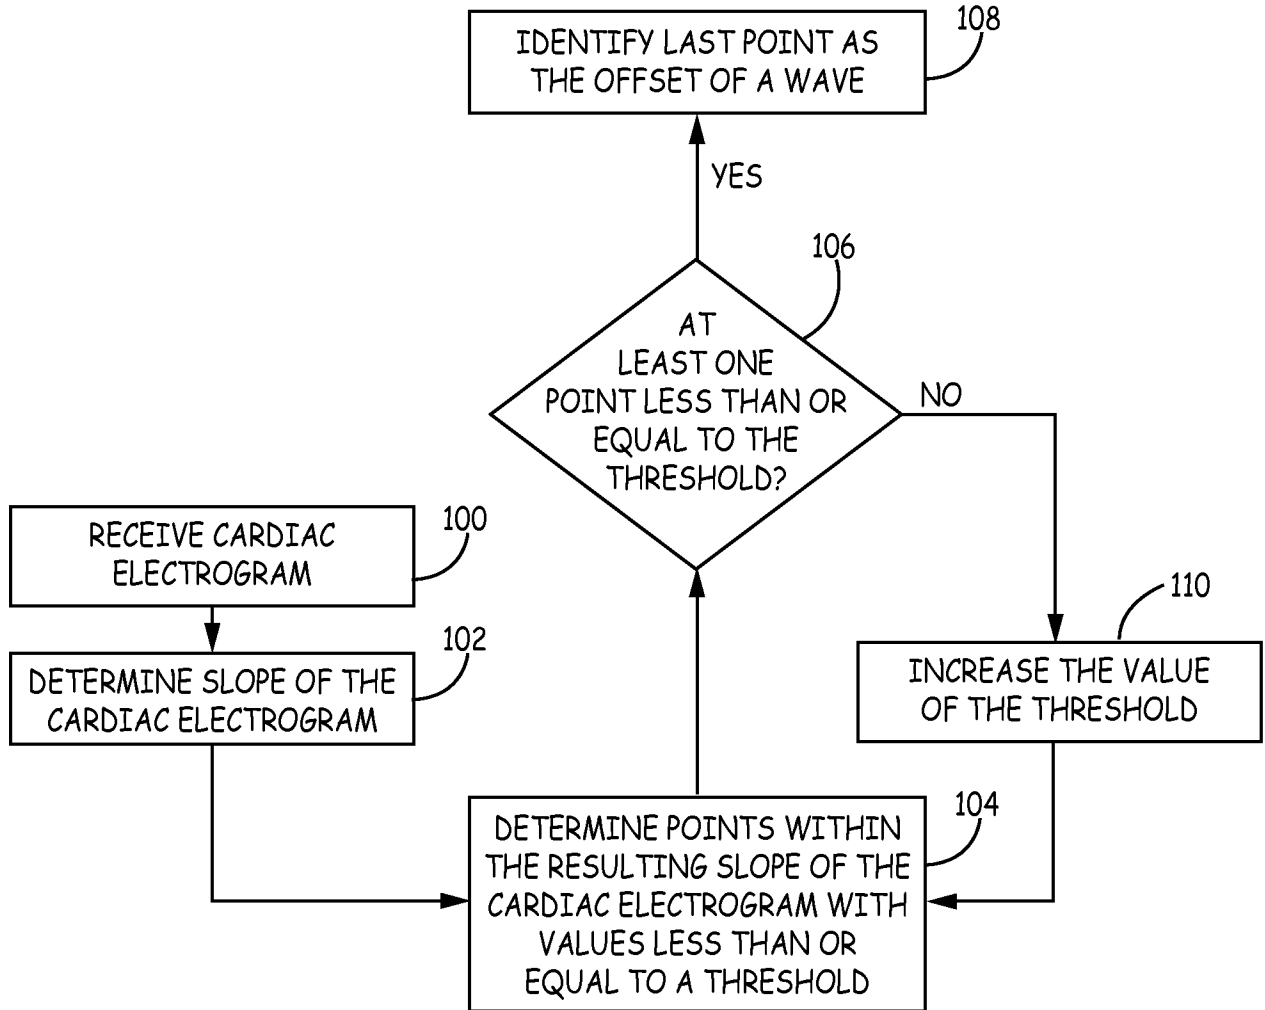 IDENTIFY LAST POINT AS
THE OFFSET OF A WAVE
108
YES
106
AT
LEAST ONE
POINT LESS THAN OR
EQUAL TO THE
THRESHOLD?
NO
RECEIVE CARDIAC
ELECTROGRAM
100
DETERMINE SLOPE OF THE
CARDIAC ELECTROGRAM
102
110
INCREASE THE VALUE
OF THE THRESHOLD
DETERMINE POINTS WITHIN
THE RESULTING SLOPE OF THE
CARDIAC ELECTROGRAM WITH
VALUES LESS THAN OR
EQUAL TO A THRESHOLD
104